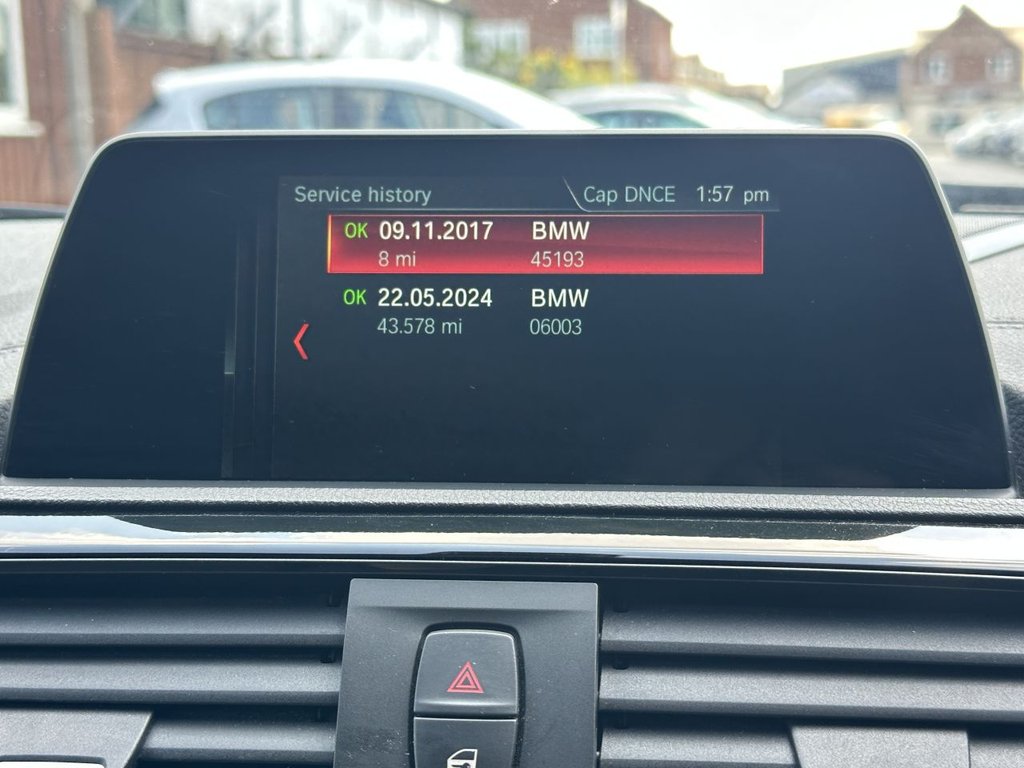 Service history Cap DNCE 1:57 pm
OK 09.11.2017 BMW
8 mi 45193
OK 22.05.2024 BMW
43.578 mi 06003